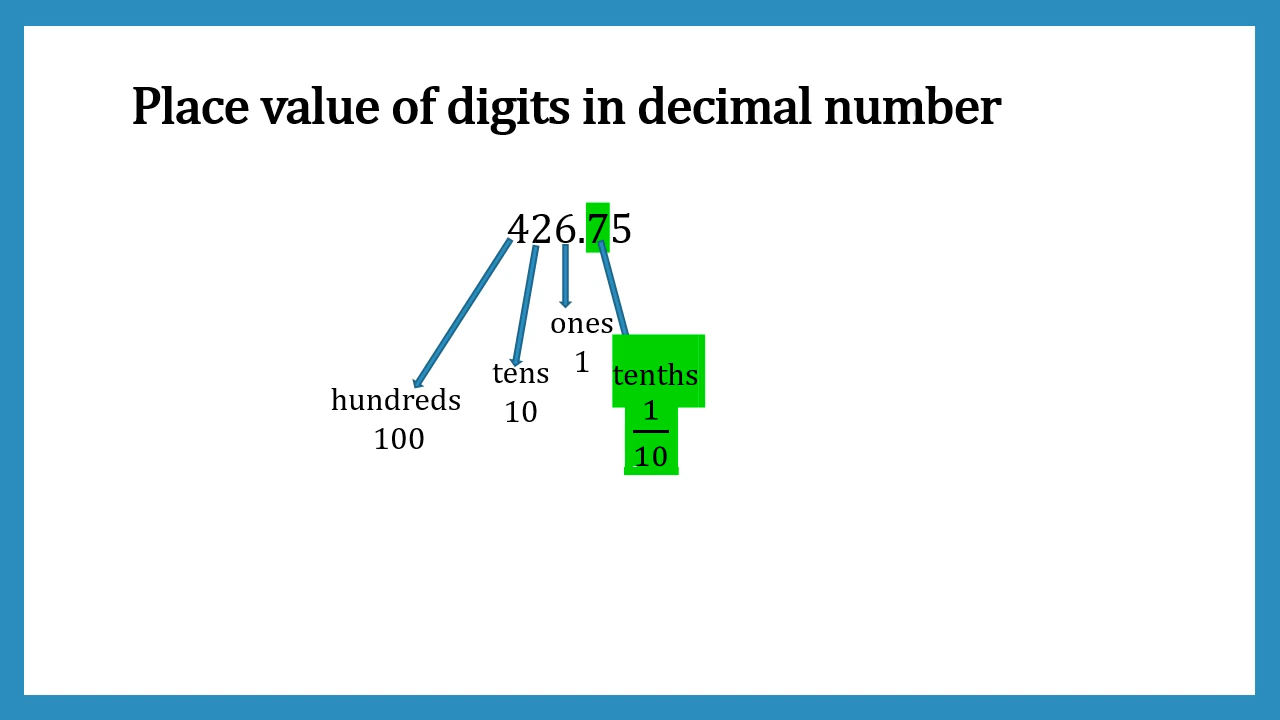 Place value of digits in decimal number
426.75
ones
1
tens
10
tenths
1
10
hundreds
100